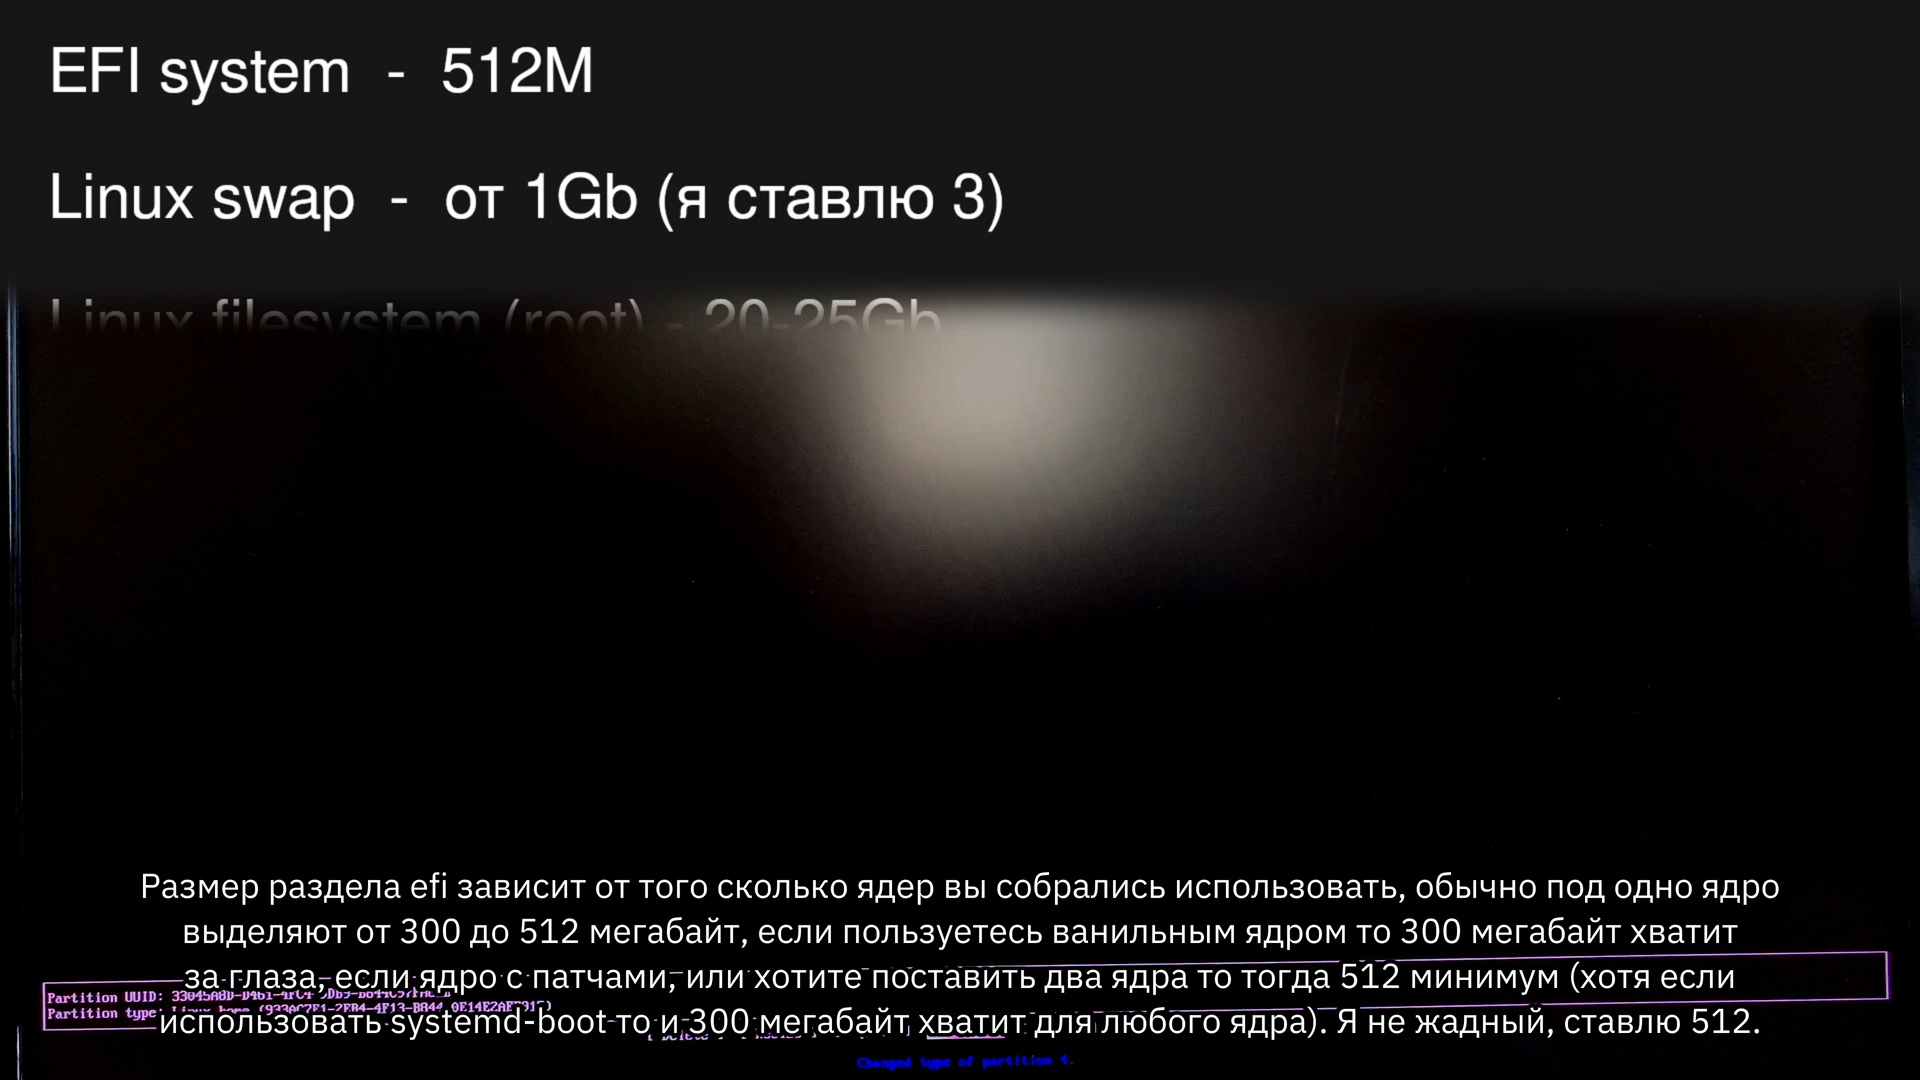 EFI system - 512M
Linux swap - от 1Gb (я ставлю 3)
Linux filesystem (root) - 20-25Gb
Размер раздела efi зависит от того сколько ядер вы собрались использовать, обычно под одно ядро
выделяют от 300 до 512 мегабайт, если пользуетесь ванильным ядром то 300 мегабайт хватит
за глаза, если ядро с патчами, или хотите поставить два ядра то тогда 512 минимум (хотя если
Partition UUID:
Partition type:
использовать systemd-boot то и 300 мегабайт хватит для любого ядра). Я не жадный, ставлю 512.
Changed type of partition 4.